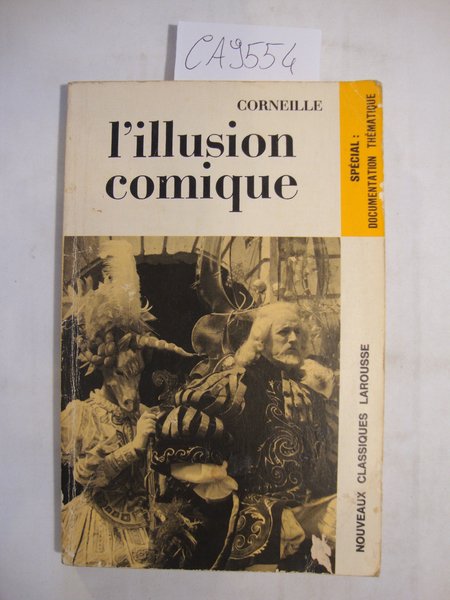 CA9554
CORNEILLE
l'illusion
comique
SPÉCIAL :
DOCUMENTATION THÉMATIQUE
NOUVEAUX CLASSIQUES LAROUSSE